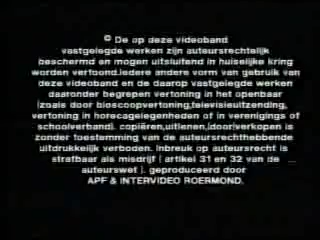 © De op deze videoband
vastgelegde werken zijn auteursrechtelijk
beschermd en mogen uitsluitend in huiselijke kring
worden vertoond.Iedere andere vorm van gebruik van
deze videoband en de daarop vastgelegde werken
daaronder begrepen vertoning in het openbaar
(zoals door bioscoopvertoning,televisieuitzending,
vertoning in horecagelegenheden of in verenigings of
schoolverband), copiëren,uitlenen,(door)verkopen is
zonder toestemming van de auteursrechthebbende
uitdrukkelijk verboden. Inbreuk op auteursrecht is
strafbaar als misdrijf ( artikel 31 en 32 van de
auteurswet ). geproduceerd door
APF & INTERVIDEO ROERMOND.